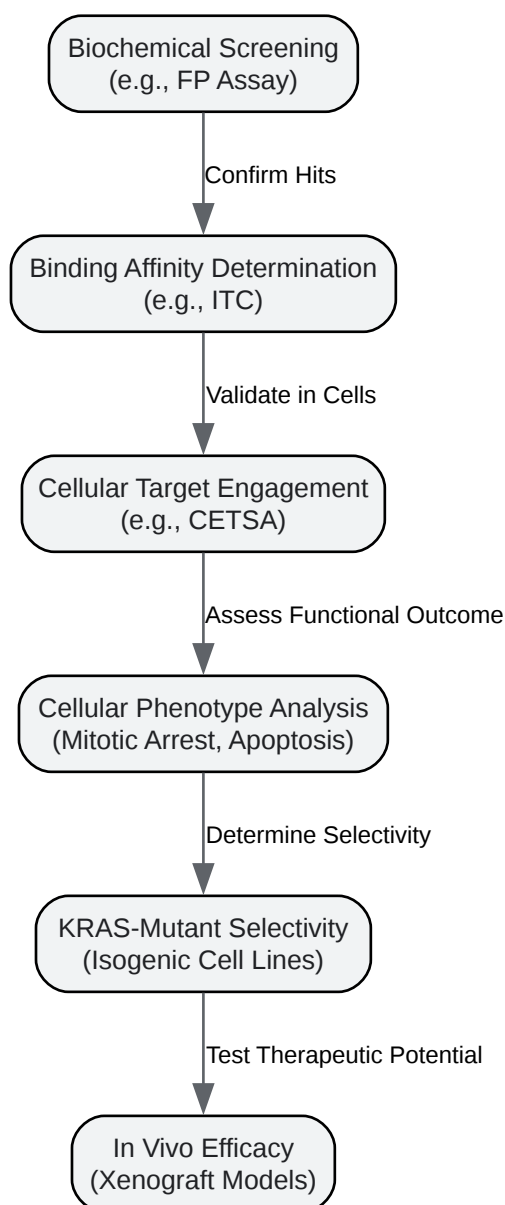 Biochemical Screening
(e.g., FP Assay)
Confirm Hits
Binding Affinity Determination
(e.g., ITC)
Validate in Cells
Cellular Target Engagement
(e.g., CETSA)
Assess Functional Outcome
Cellular Phenotype Analysis
(Mitotic Arrest, Apoptosis)
Determine Selectivity
KRAS-Mutant Selectivity
(Isogenic Cell Lines)
Test Therapeutic Potential
In Vivo Efficacy
(Xenograft Models)